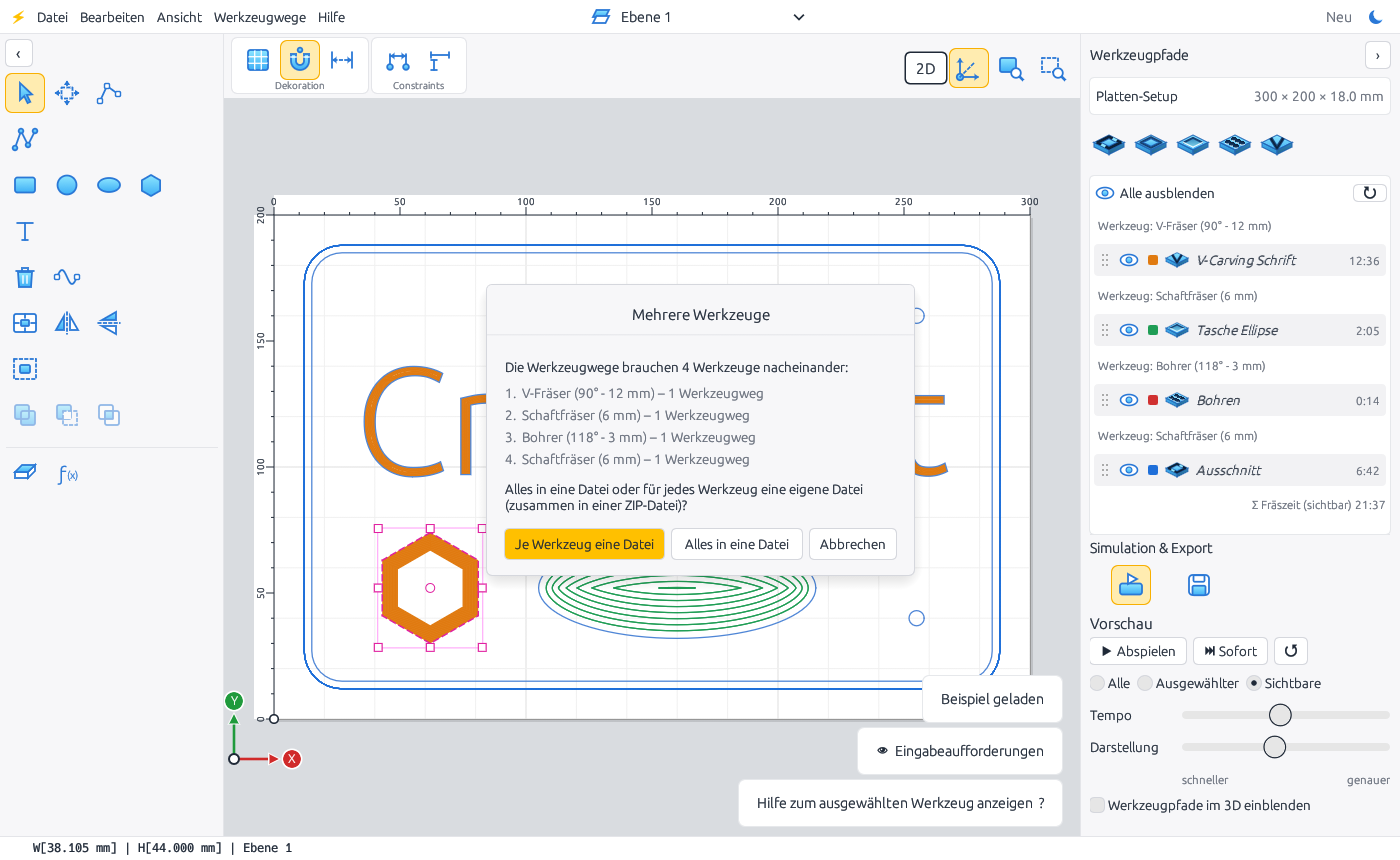 Datei Bearbeiten Ansicht Werkzeugwege Hilfe
Ebene 1
Neu
Dekoration
Constraints
2D
Werkzeugpfade
Platten-Setup 300 × 200 × 18.0 mm
Alle ausblenden
Werkzeug: V-Fräser (90° - 12 mm)
V-Carving Schrift 12:36
Werkzeug: Schaftfräser (6 mm)
Tasche Ellipse 2:05
Werkzeug: Bohrer (118° - 3 mm)
Bohren 0:14
Werkzeug: Schaftfräser (6 mm)
Ausschnitt 6:42
Σ Fräszeit (sichtbar) 21:37
Simulation & Export
Vorschau
Abspielen Sofort
Alle Ausgewählter Sichtbare
Tempo
Darstellung
schneller genauer
Werkzeugpfade im 3D einblenden
0 50 100 150 200 250 300
200
150
100
50
0
Mehrere Werkzeuge
Die Werkzeugwege brauchen 4 Werkzeuge nacheinander:
1. V-Fräser (90° - 12 mm) – 1 Werkzeugweg
2. Schaftfräser (6 mm) – 1 Werkzeugweg
3. Bohrer (118° - 3 mm) – 1 Werkzeugweg
4. Schaftfräser (6 mm) – 1 Werkzeugweg
Alles in eine Datei oder für jedes Werkzeug eine eigene Datei
(zusammen in einer ZIP-Datei)?
Je Werkzeug eine Datei Alles in eine Datei Abbrechen
Y
X
Beispiel geladen
Eingabeaufforderungen
Hilfe zum ausgewählten Werkzeug anzeigen ?
W[38.105 mm] | H[44.000 mm] | Ebene 1